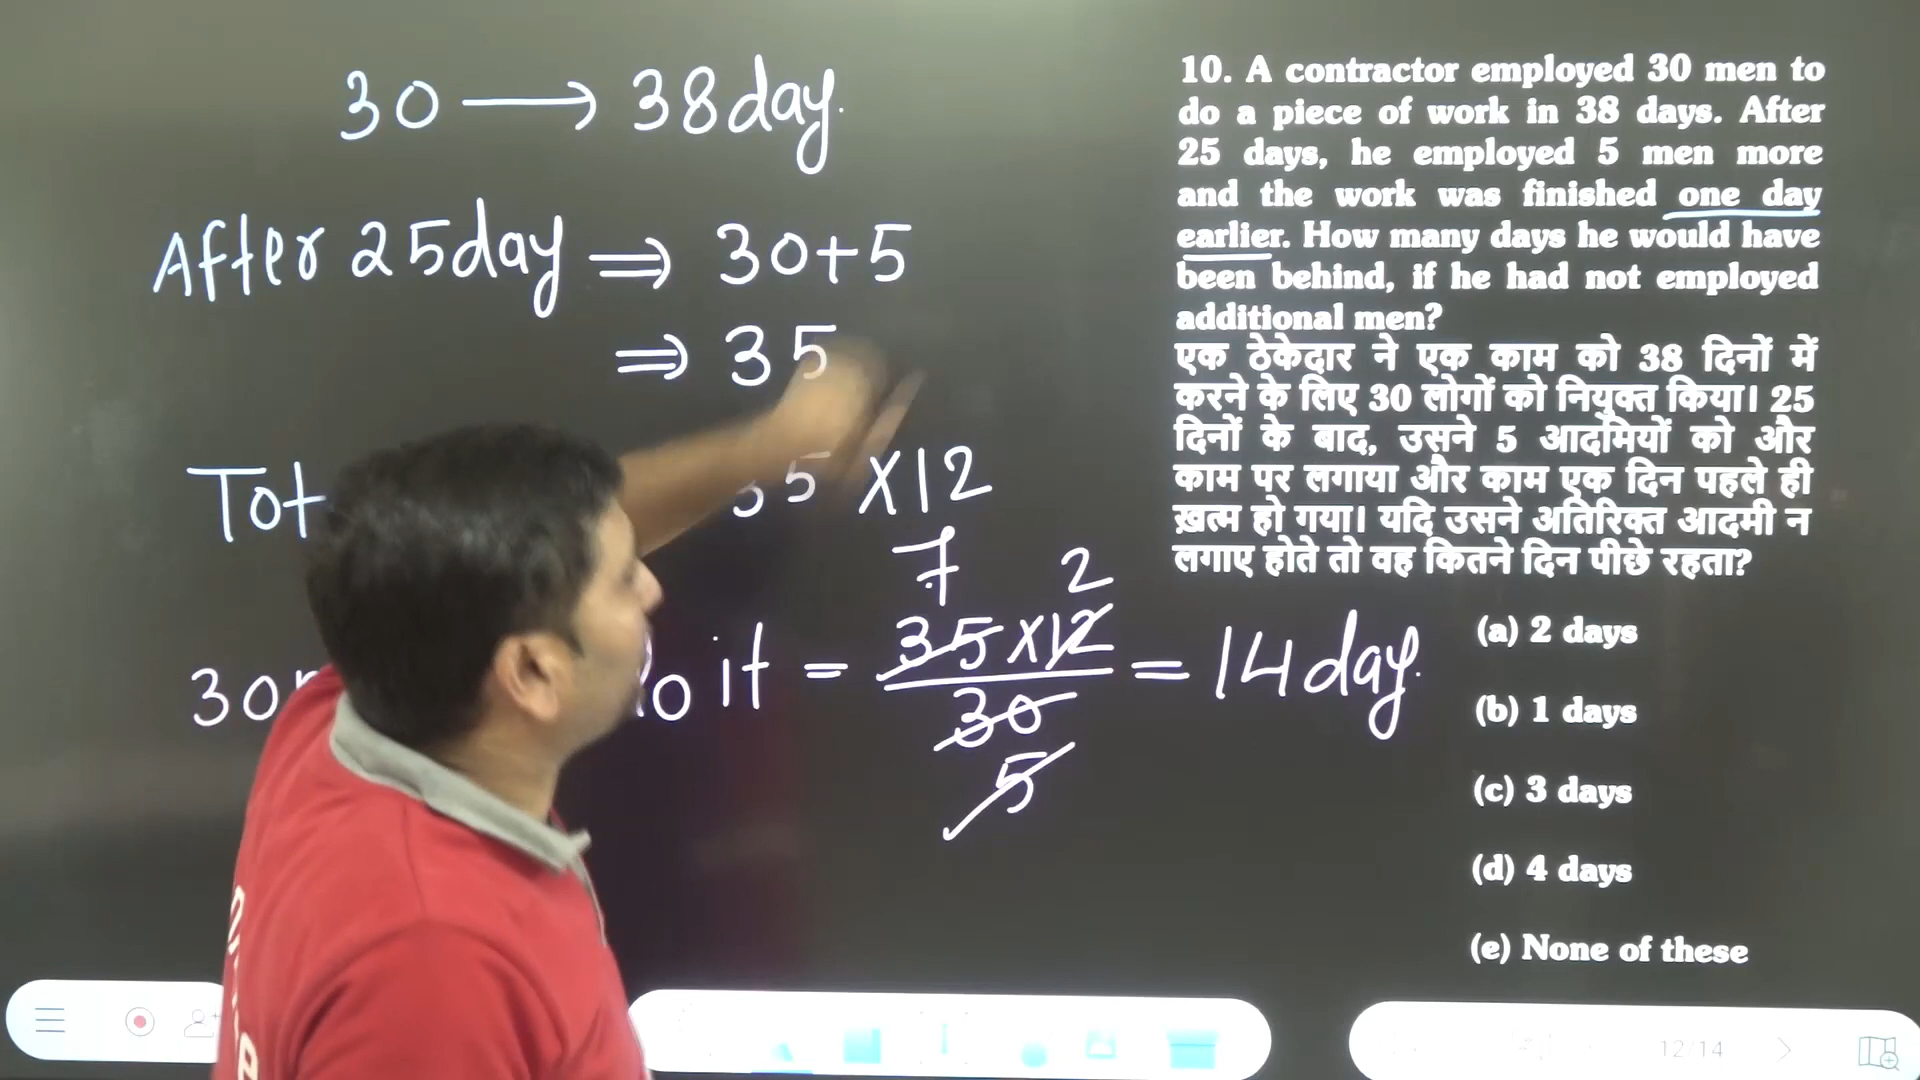 30 → 38day.
After 25day ⇒ 30+5
⇒ 35
Tot 35 X12
7 2
30 it = 35X12 = 14day.
30
5
10. A contractor employed 30 men to
do a piece of work in 38 days. After
25 days, he employed 5 men more
and the work was finished one day
earlier. How many days he would have
been behind, if he had not employed
additional men?
एक ठेकेदार ने एक काम को 38 दिनों में
करने के लिए 30 लोगों को नियुक्त किया। 25
दिनों के बाद, उसने 5 आदमियों को और
काम पर लगाया और काम एक दिन पहले ही
ख़त्म हो गया। यदि उसने अतिरिक्त आदमी न
लगाए होते तो वह कितने दिन पीछे रहता?
(a) 2 days
(b) 1 days
(c) 3 days
(d) 4 days
(e) None of these
12/14